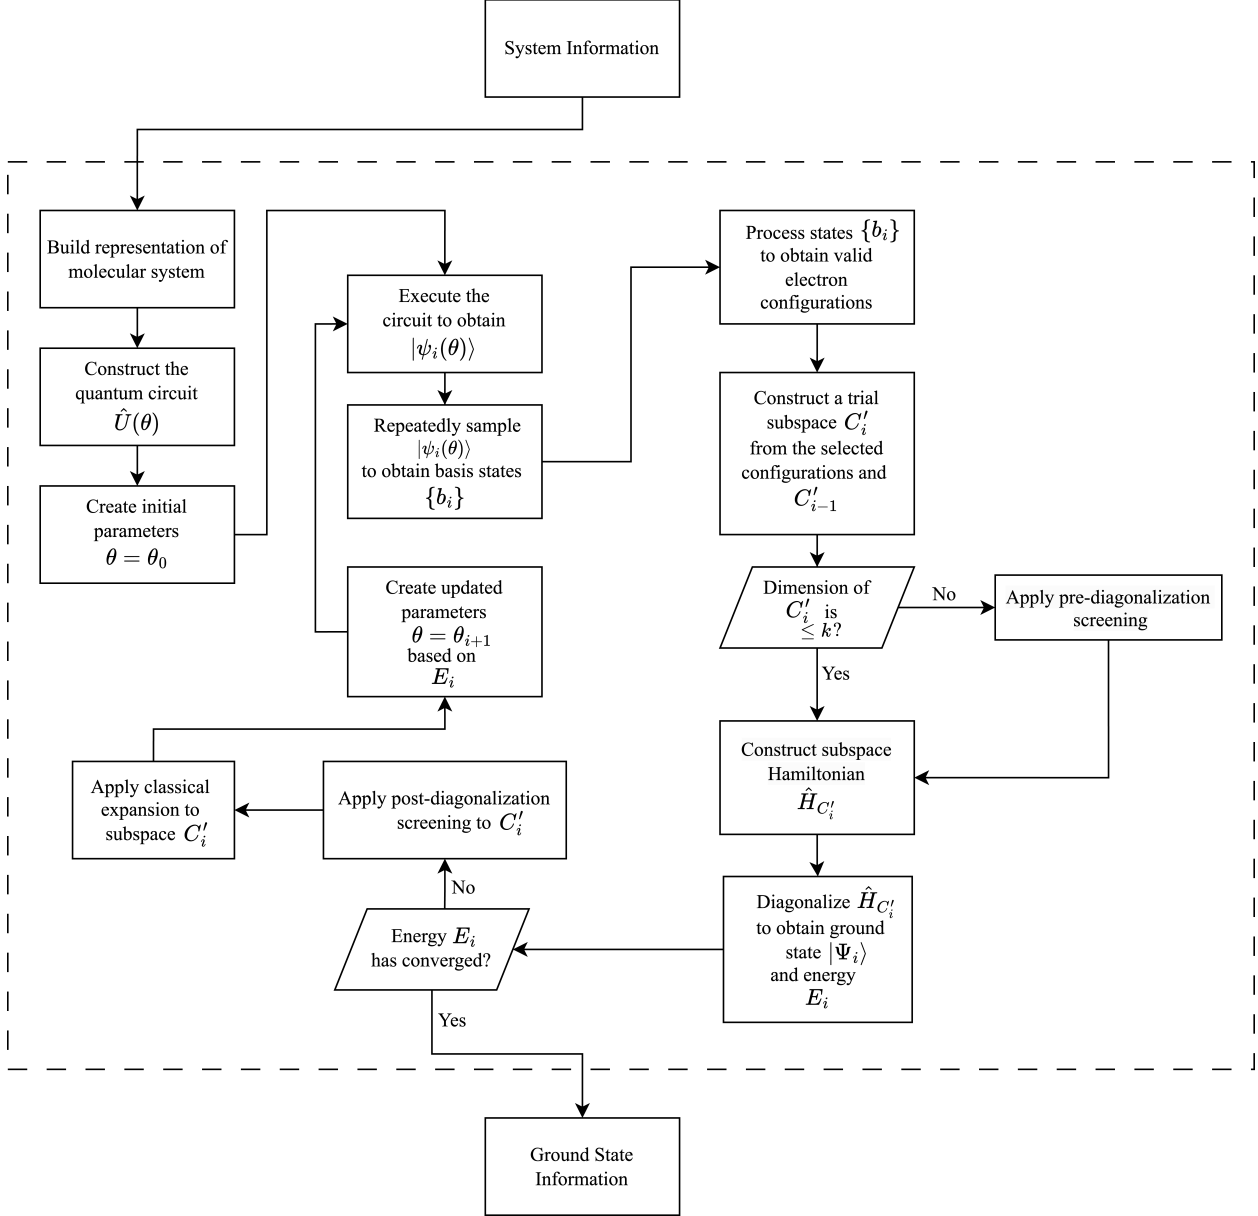 System Information
Build representation of
molecular system
Construct the
quantum circuit
Û(θ)
Create initial
parameters
θ = θ₀
Execute the
circuit to obtain
|ψᵢ(θ)⟩
Repeatedly sample
|ψᵢ(θ)⟩
to obtain basis states
{bᵢ}
Process states {bᵢ}
to obtain valid
electron
configurations
Construct a trial
subspace C′ᵢ
from the selected
configurations and
C′ᵢ₋₁
Dimension of
C′ᵢ is
≤ k?
No
Apply pre-diagonalization
screening
Yes
Construct subspace
Hamiltonian
Ĥ_{C′ᵢ}
Diagonalize Ĥ_{C′ᵢ}
to obtain ground
state |Ψᵢ⟩
and energy
Eᵢ
Energy Eᵢ
has converged?
No
Apply post-diagonalization
screening to C′ᵢ
Apply classical
expansion to
subspace C′ᵢ
Create updated
parameters
θ = θᵢ₊₁
based on
Eᵢ
Yes
Ground State
Information